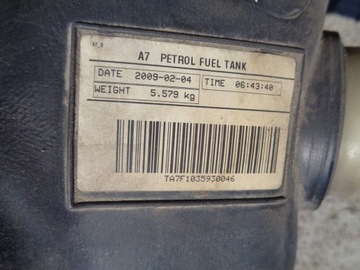 A7 PETROL FUEL TANK
DATE 2009-02-04 TIME 06:43:40
WEIGHT 5.579 kg
TA7F1035930046